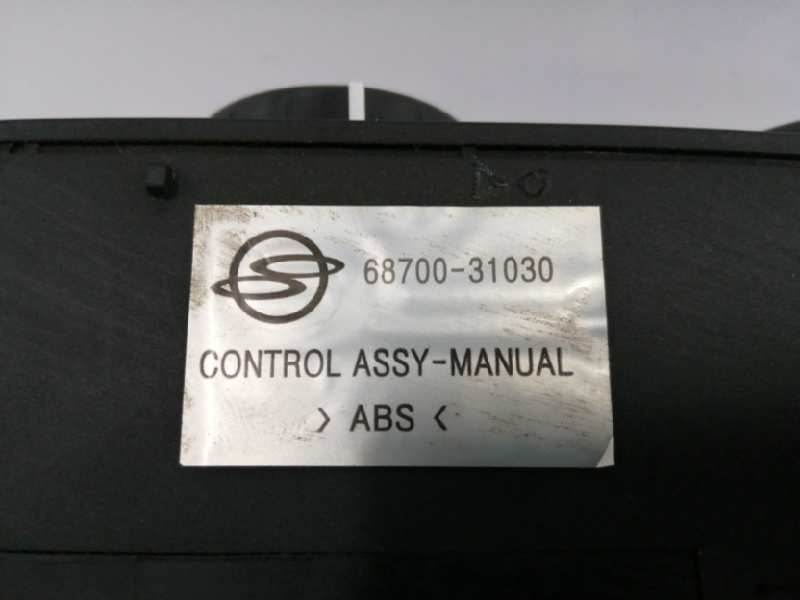 68700-31030
CONTROL ASSY-MANUAL
> ABS <